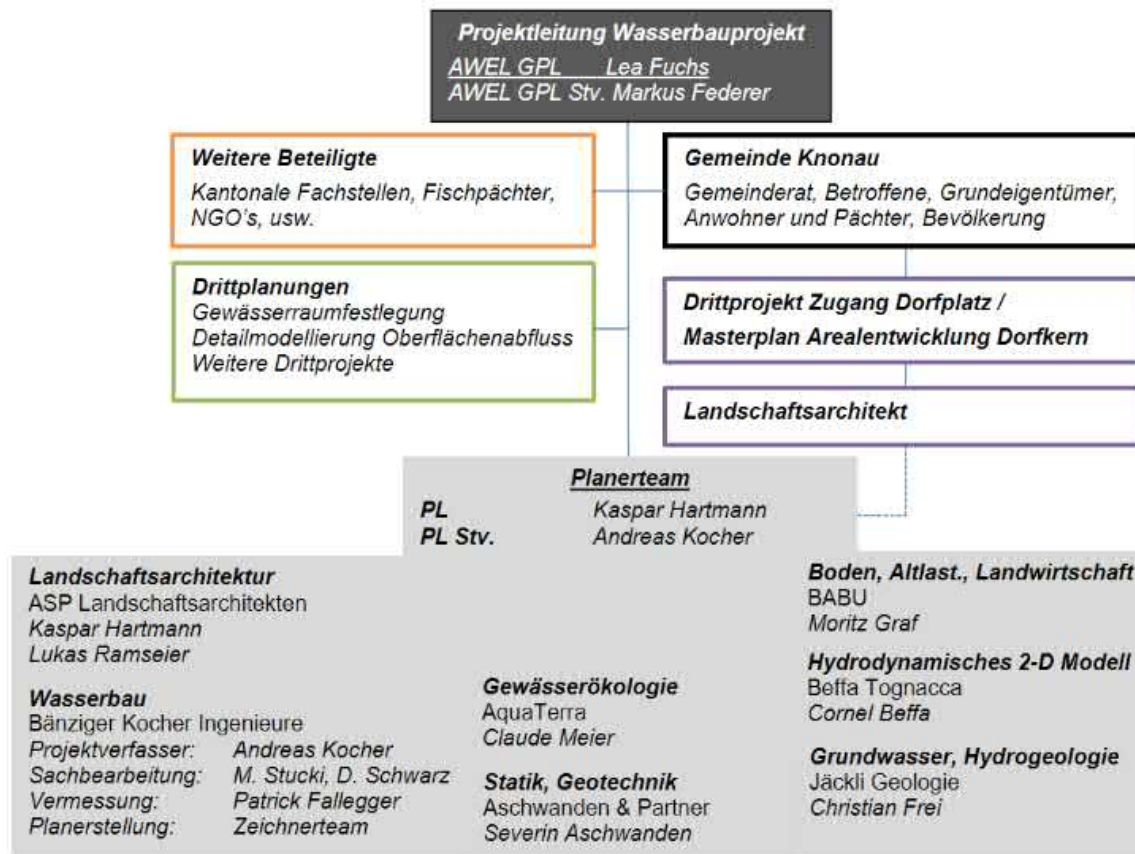 Projektleitung Wasserbauprojekt
AWEL GPL Lea Fuchs
AWEL GPL Stv. Markus Federer
Weitere Beteiligte
Kantonale Fachstellen, Fischpächter,
NGO's, usw.
Gemeinde Knonau
Gemeinderat, Betroffene, Grundeigentümer,
Anwohner und Pächter, Bevölkerung
Drittplanungen
Gewässerraumfestlegung
Detailmodellierung Oberflächenabfluss
Weitere Drittprojekte
Drittprojekt Zugang Dorfplatz /
Masterplan Arealentwicklung Dorfkern
Landschaftsarchitekt
Planerteam
PL Kaspar Hartmann
PL Stv. Andreas Kocher
Landschaftsarchitektur
ASP Landschaftsarchitekten
Kaspar Hartmann
Lukas Ramseier
Wasserbau
Bänziger Kocher Ingenieure
Projektverfasser: Andreas Kocher
Sachbearbeitung: M. Stucki, D. Schwarz
Vermessung: Patrick Fallegger
Planerstellung: Zeichnerteam
Gewässerökologie
AquaTerra
Claude Meier
Statik, Geotechnik
Aschwanden & Partner
Severin Aschwanden
Boden, Altlast., Landwirtschaft
BABU
Moritz Graf
Hydrodynamisches 2-D Modell
Beffa Tognacca
Cornel Beffa
Grundwasser, Hydrogeologie
Jäckli Geologie
Christian Frei